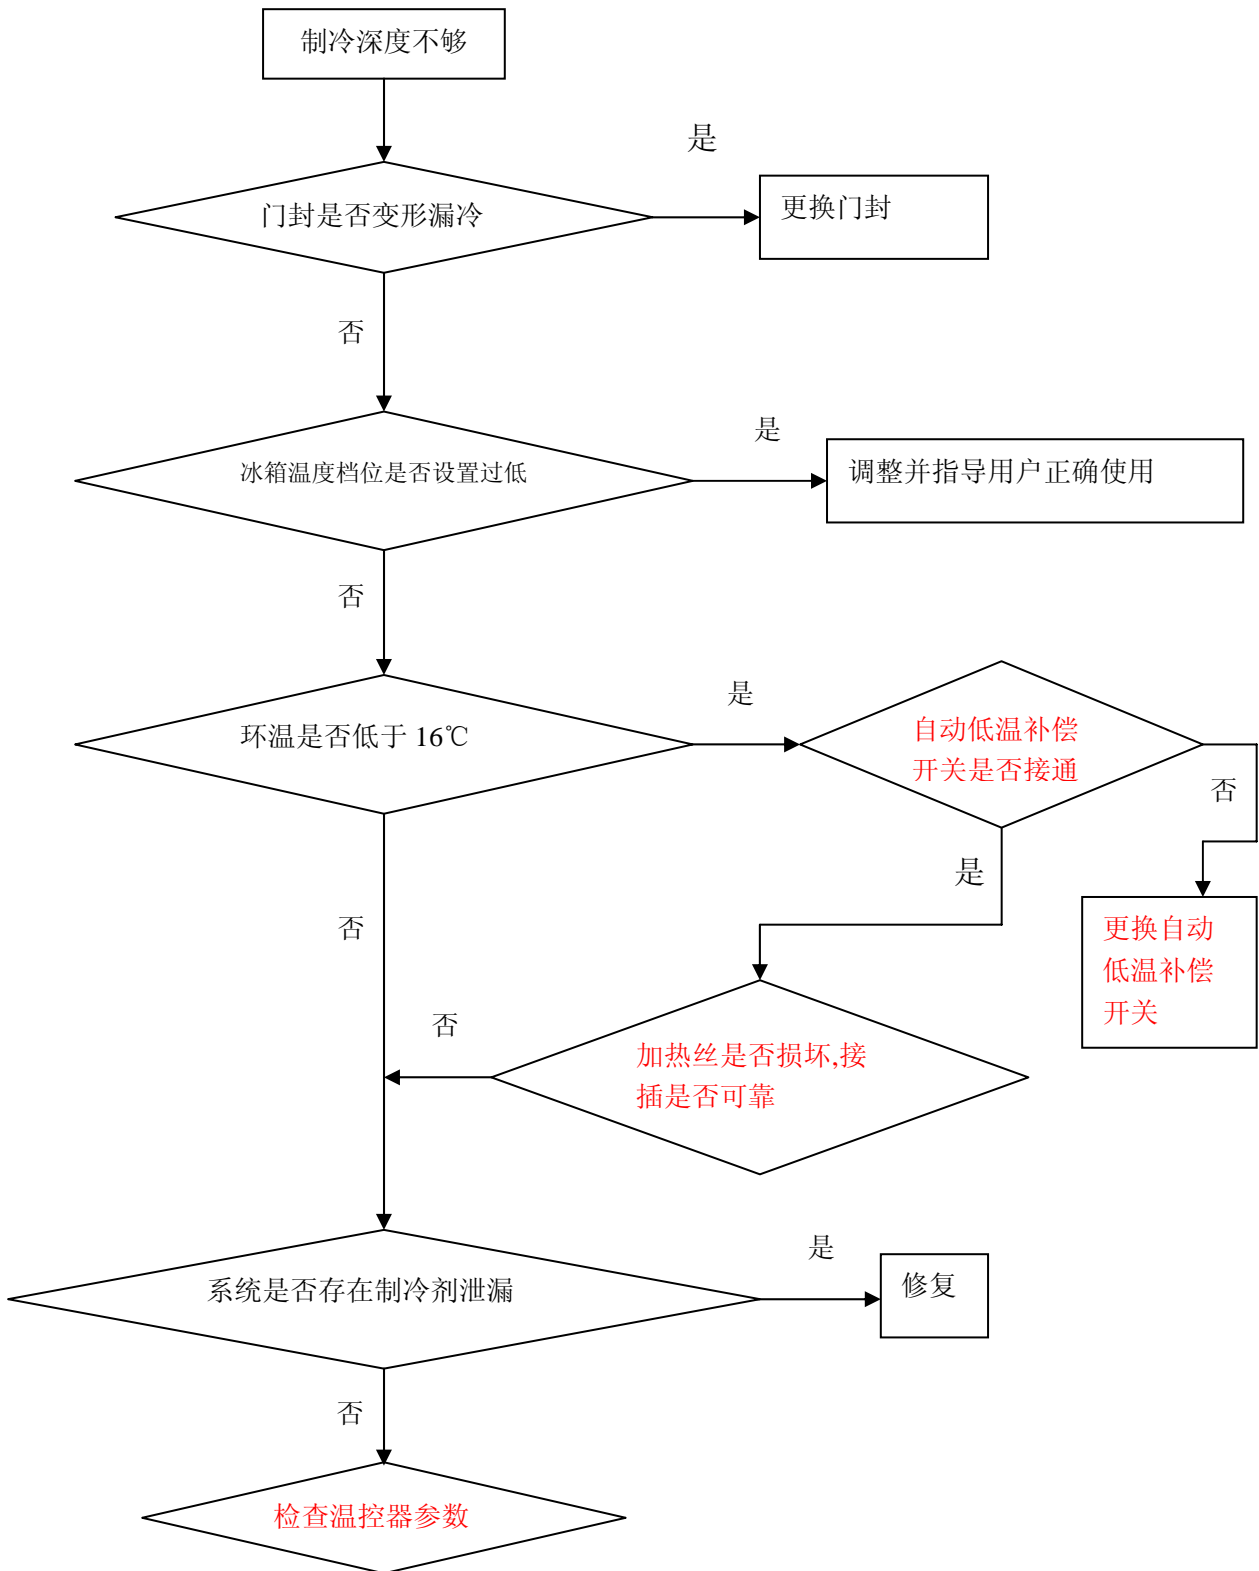 制冷深度不够
是
门封是否变形漏冷
更换门封
否
是
冰箱温度档位是否设置过低
调整并指导用户正确使用
否
是
环温是否低于 16℃
自动低温补偿
开关是否接通
否
是
否
更换自动
低温补偿
开关
否
加热丝是否损坏,接
插是否可靠
是
系统是否存在制冷剂泄漏
修复
否
检查温控器参数